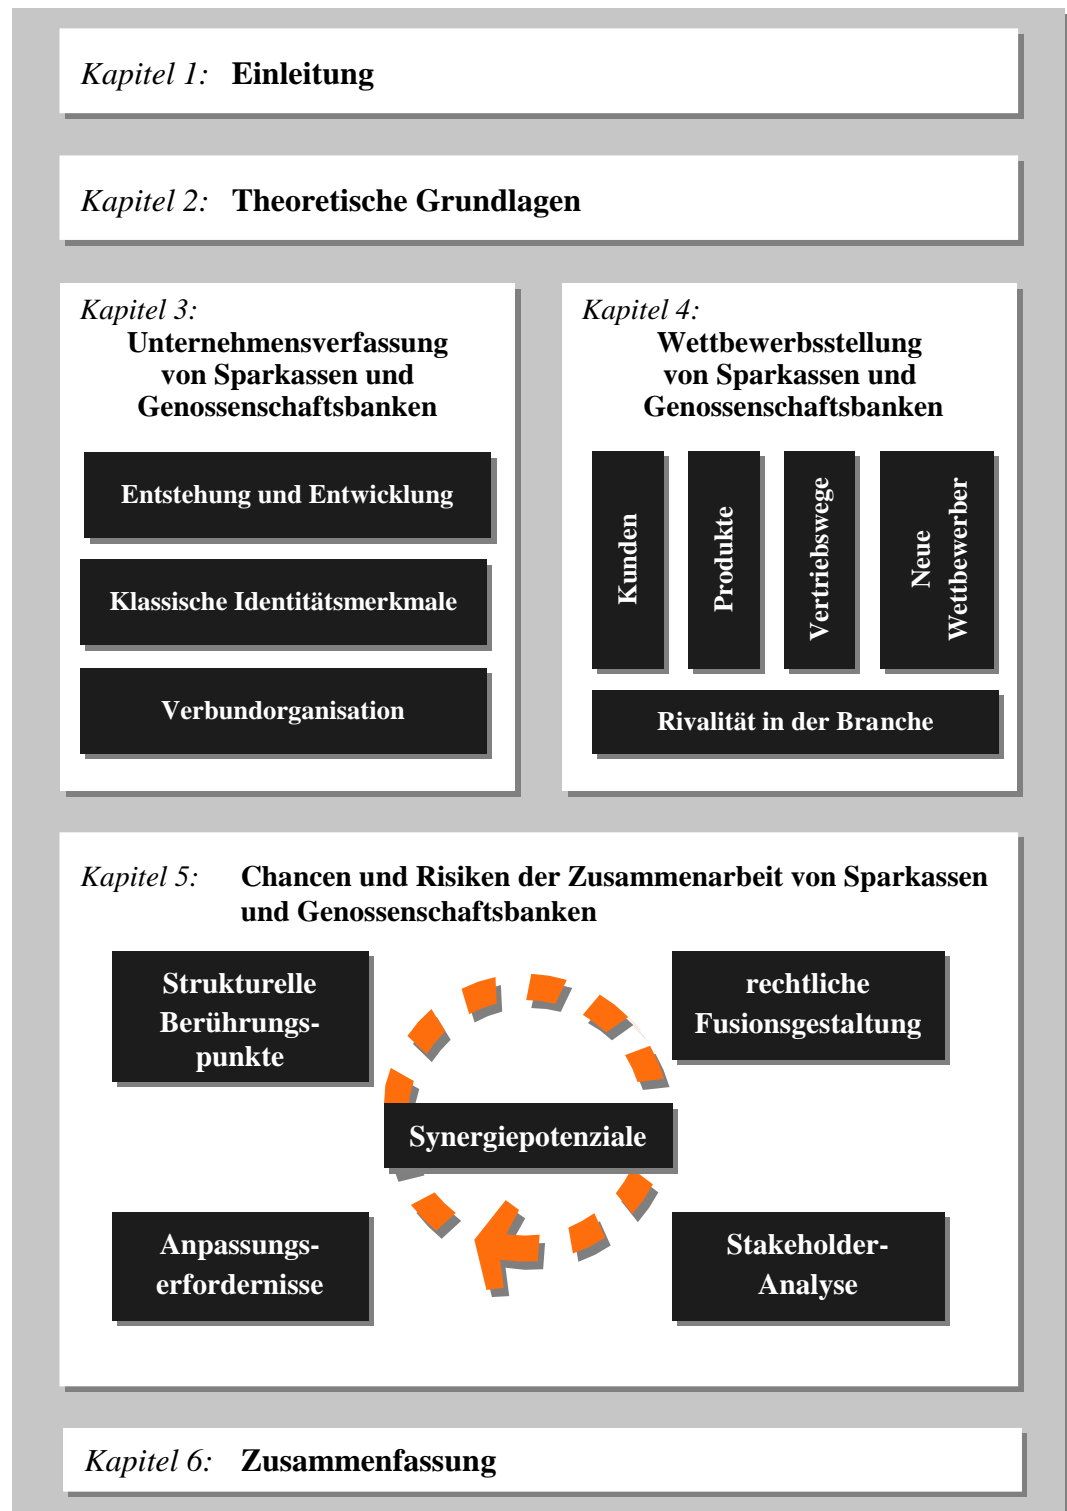 Kapitel 1: Einleitung
Kapitel 2: Theoretische Grundlagen
Kapitel 3:
Unternehmensverfassung
von Sparkassen und
Genossenschaftsbanken
Entstehung und Entwicklung
Klassische Identitätsmerkmale
Verbundorganisation
Kapitel 4:
Wettbewerbsstellung
von Sparkassen und
Genossenschaftsbanken
Kunden
Produkte
Vertriebswege
Neue
Wettbewerber
Rivalität in der Branche
Kapitel 5: Chancen und Risiken der Zusammenarbeit von Sparkassen
und Genossenschaftsbanken
Strukturelle
Berührungs-
punkte
rechtliche
Fusionsgestaltung
Synergiepotenziale
Anpassungs-
erfordernisse
Stakeholder-
Analyse
Kapitel 6: Zusammenfassung